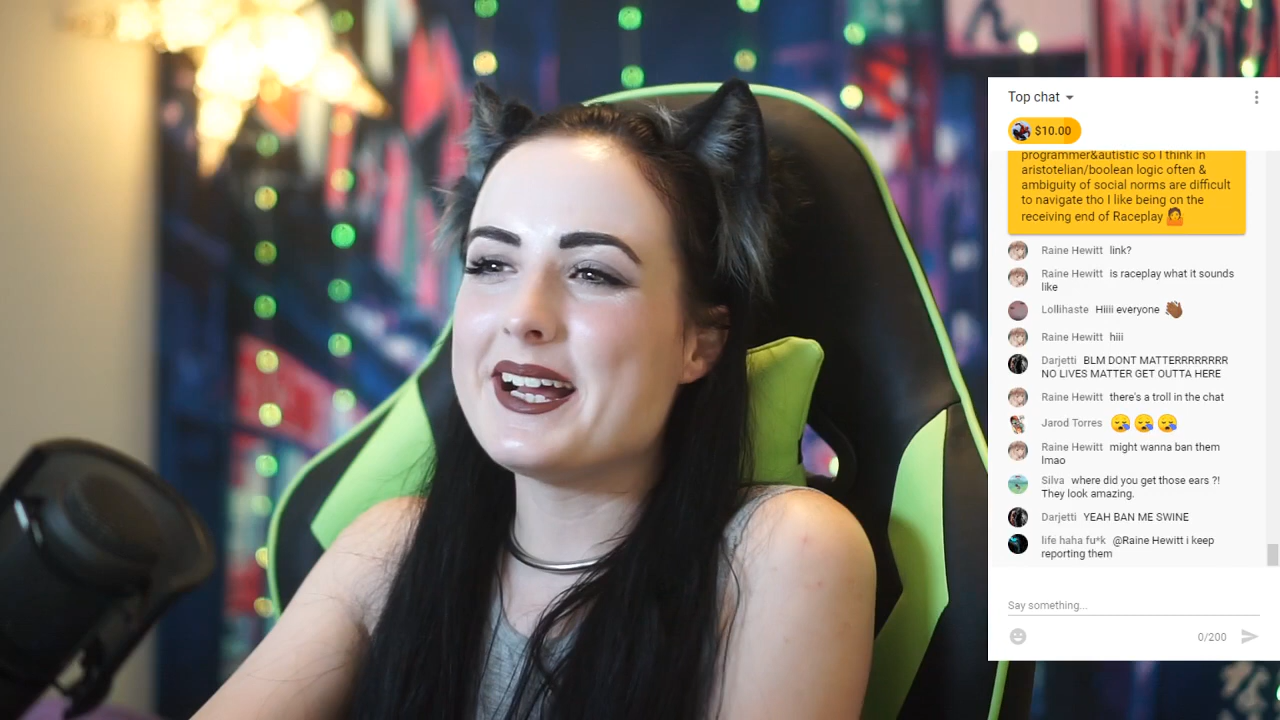 Top chat
$10.00
programmer&autistic so I think in
aristotelian/boolean logic often &
ambiguity of social norms are difficult
to navigate tho I like being on the
receiving end of Raceplay 🤷
Raine Hewitt link?
Raine Hewitt is raceplay what it sounds
like
Lollihaste Hiiii everyone 👋🏾
Raine Hewitt hiii
Darjetti BLM DONT MATTERRRRRRRR
NO LIVES MATTER GET OUTTA HERE
Raine Hewitt there's a troll in the chat
Jarod Torres 😪😪😪
Raine Hewitt might wanna ban them
lmao
Silva where did you get those ears ?!
They look amazing.
Darjetti YEAH BAN ME SWINE
life haha fu*k @Raine Hewitt i keep
reporting them
Say something...
0/200